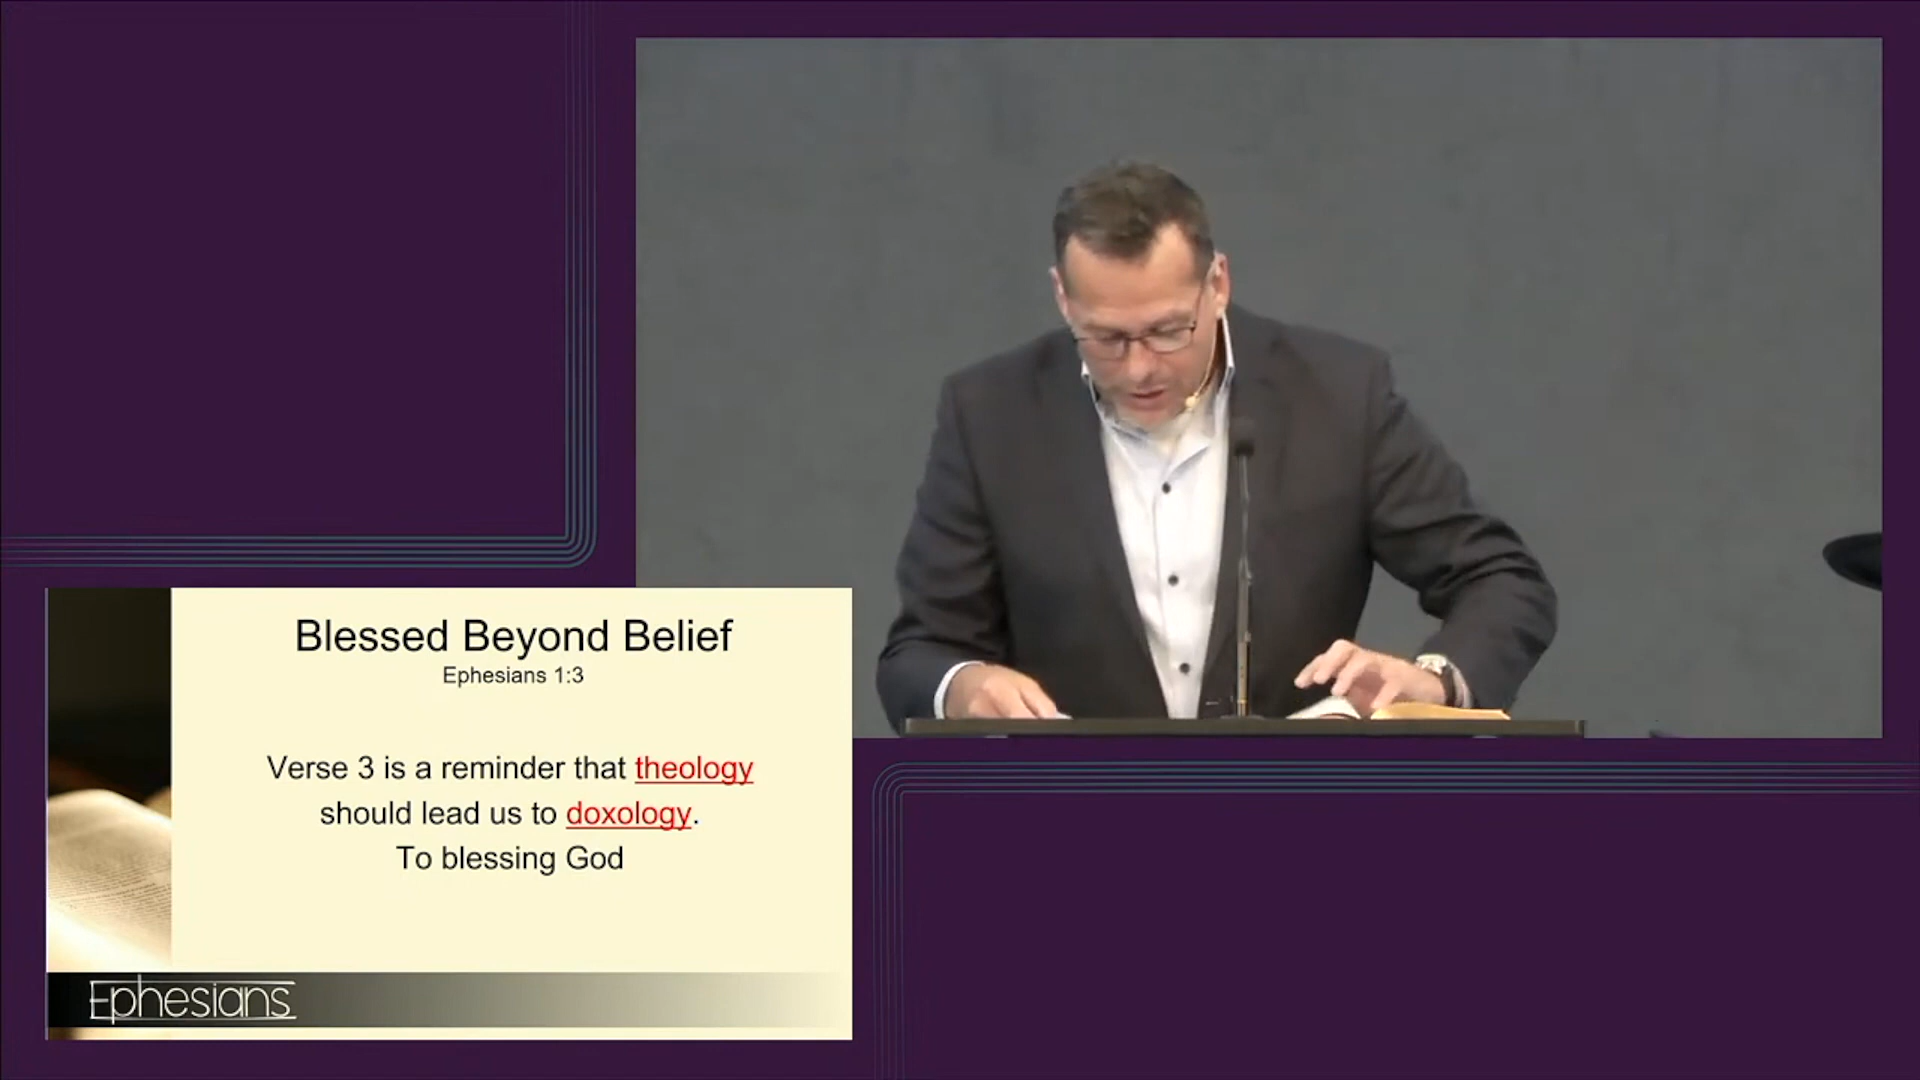 Blessed Beyond Belief
Ephesians 1:3
Verse 3 is a reminder that theology
should lead us to doxology.
To blessing God
Ephesians